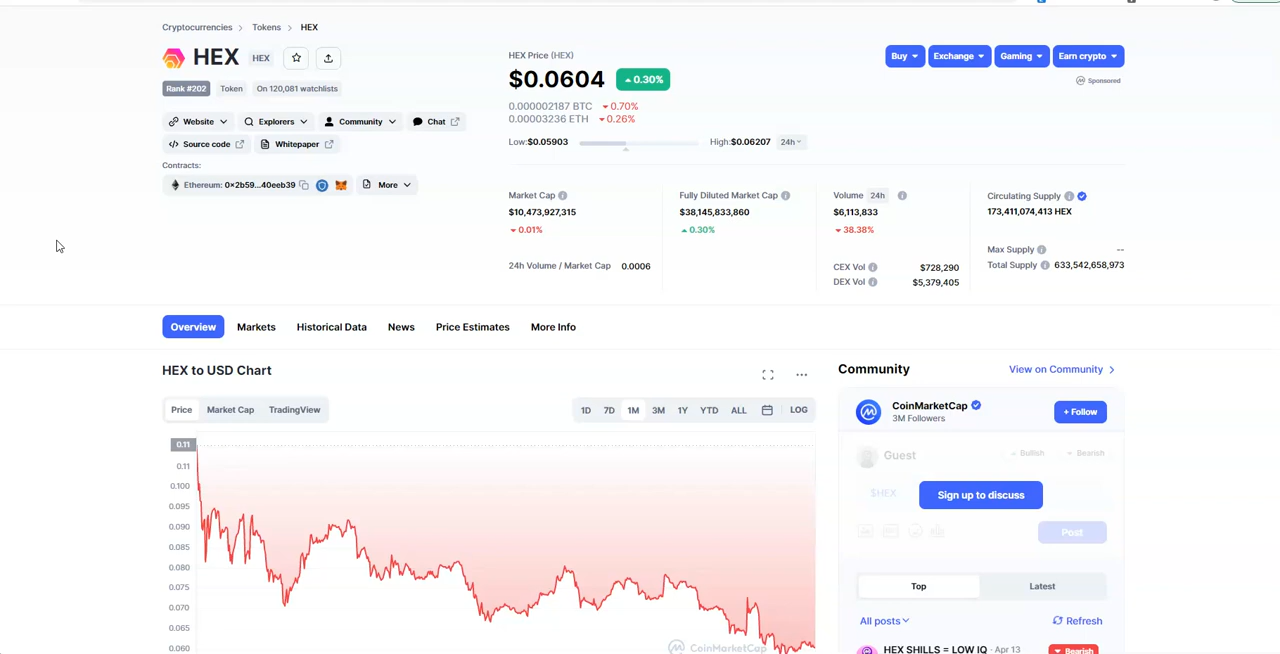 Cryptocurrencies > Tokens > HEX
HEX HEX
Rank #202 Token On 120,081 watchlists
Website Explorers Community Chat
Source code Whitepaper
Contracts:
Ethereum: 0×2b59...40eeb39 More
HEX Price (HEX)
$0.0604 0.30%
0.000002187 BTC 0.70%
0.00003236 ETH 0.26%
Low:$0.05903 High:$0.06207 24h
Buy Exchange Gaming Earn crypto
Sponsored
Market Cap
$10,473,927,315
0.01%
24h Volume / Market Cap 0.0006
Fully Diluted Market Cap
$38,145,833,860
0.30%
Volume 24h
$6,113,833
38.38%
CEX Vol $728,290
DEX Vol $5,379,405
Circulating Supply
173,411,074,413 HEX
Max Supply --
Total Supply 633,542,658,973
Overview Markets Historical Data News Price Estimates More Info
HEX to USD Chart
Price Market Cap TradingView
1D 7D 1M 3M 1Y YTD ALL LOG
0.11
0.11
0.100
0.095
0.090
0.085
0.080
0.075
0.070
0.065
0.060
CoinMarketCap
Community View on Community >
CoinMarketCap
3M Followers
+ Follow
Guest Bullish Bearish
$HEX
Sign up to discuss
Post
Top Latest
All posts Refresh
HEX SHILLS = LOW IQ · Apr 13 Bearish